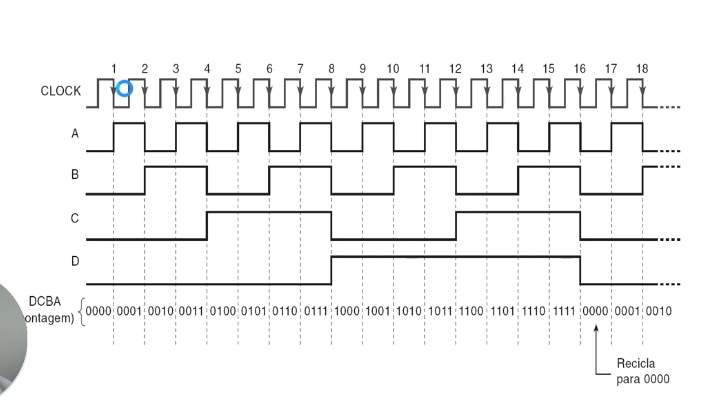 1 2 3 4 5 6 7 8 9 10 11 12 13 14 15 16 17 18
CLOCK
A
B
C
D
DCBA
ontagem)
0000 0001 0010 0011 0100 0101 0110 0111 1000 1001 1010 1011 1100 1101 1110 1111 0000 0001 0010
Recicla
para 0000